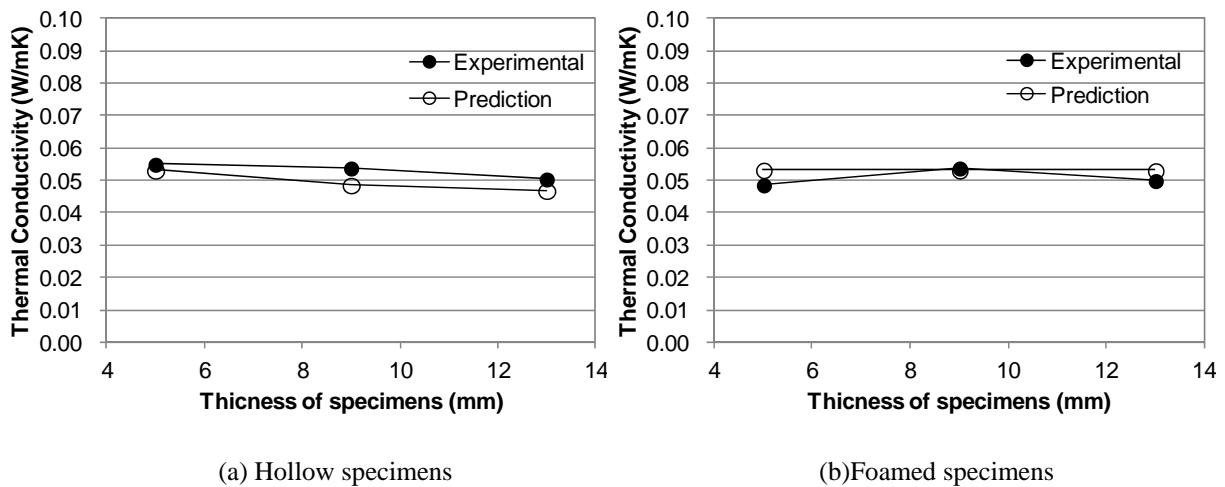 Thermal Conductivity (W/mK)
0.10
0.09
0.08
0.07
0.06
0.05
0.04
0.03
0.02
0.01
0.00
Experimental
Prediction
4 6 8 10 12 14
Thicness of specimens (mm)
(a) Hollow specimens
Thermal Conductivity (W/mK)
0.10
0.09
0.08
0.07
0.06
0.05
0.04
0.03
0.02
0.01
0.00
Experimental
Prediction
4 6 8 10 12 14
Thicness of specimens (mm)
(b)Foamed specimens